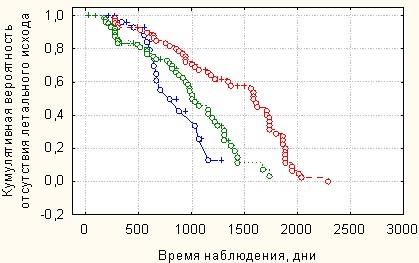 Кумулятивная вероятность
отсутствия летального исхода
1,0
0,8
0,6
0,4
0,2
0,0
-0,2
0 500 1000 1500 2000 2500 3000
Время наблюдения, дни